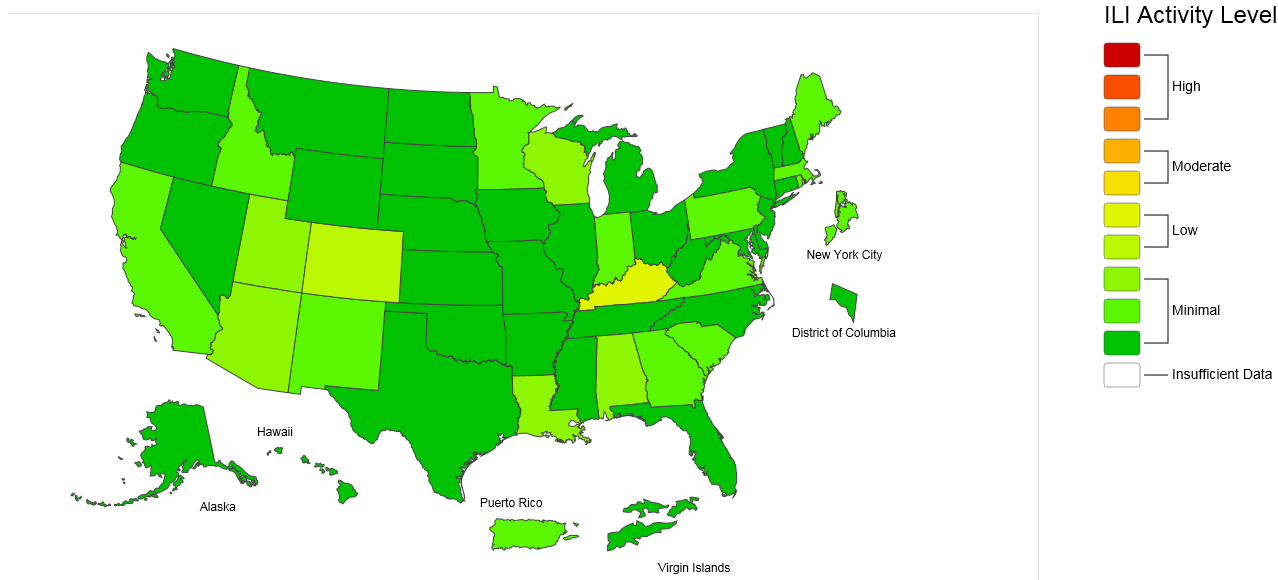 ILI Activity Level
High
Moderate
Low
Minimal
Insufficient Data
New York City
District of Columbia
Hawaii
Alaska
Puerto Rico
Virgin Islands